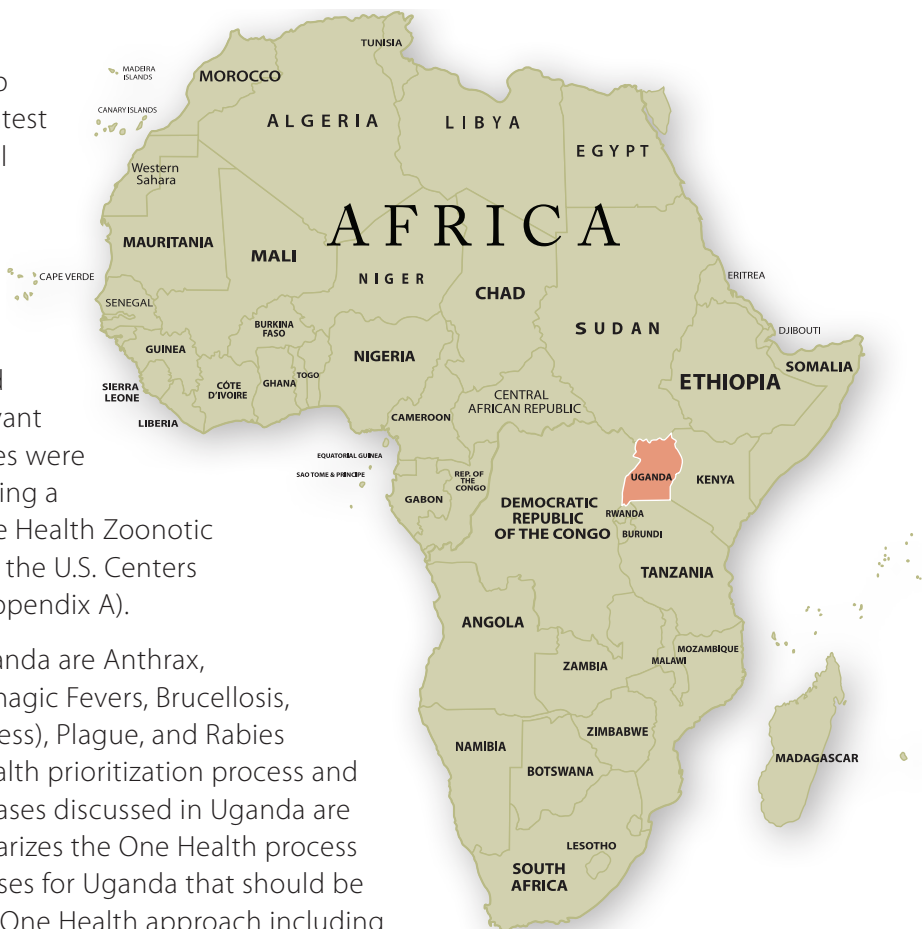 test
vant
es were
ing a
e Health Zoonotic
the U.S. Centers
ppendix A).
anda are Anthrax,
magic Fevers, Brucellosis,
ess), Plague, and Rabies
alth prioritization process and
ases discussed in Uganda are
arizes the One Health process
ses for Uganda that should be
One Health approach including
AFRICA
TUNISIA
MADEIRA
ISLANDS
MOROCCO
CANARY ISLANDS
ALGERIA
LIBYA
EGYPT
Western
Sahara
MAURITANIA
MALI
NIGER
CHAD
SUDAN
ERITREA
CAPE VERDE
SENEGAL
BURKINA
FASO
DJIBOUTI
GUINEA
NIGERIA
SOMALIA
ETHIOPIA
SIERRA
LEONE
CÔTE
D'IVOIRE
GHANA
TOGO
CENTRAL
AFRICAN REPUBLIC
LIBERIA
CAMEROON
EQUATORIAL GUINEA
SAO TOME & PRINCIPE
REP. OF
THE
CONGO
GABON
UGANDA
KENYA
DEMOCRATIC
REPUBLIC
OF THE CONGO
RWANDA
BURUNDI
TANZANIA
ANGOLA
MOZAMBIQUE
MALAWI
ZAMBIA
ZIMBABWE
NAMIBIA
BOTSWANA
MADAGASCAR
LESOTHO
SOUTH
AFRICA